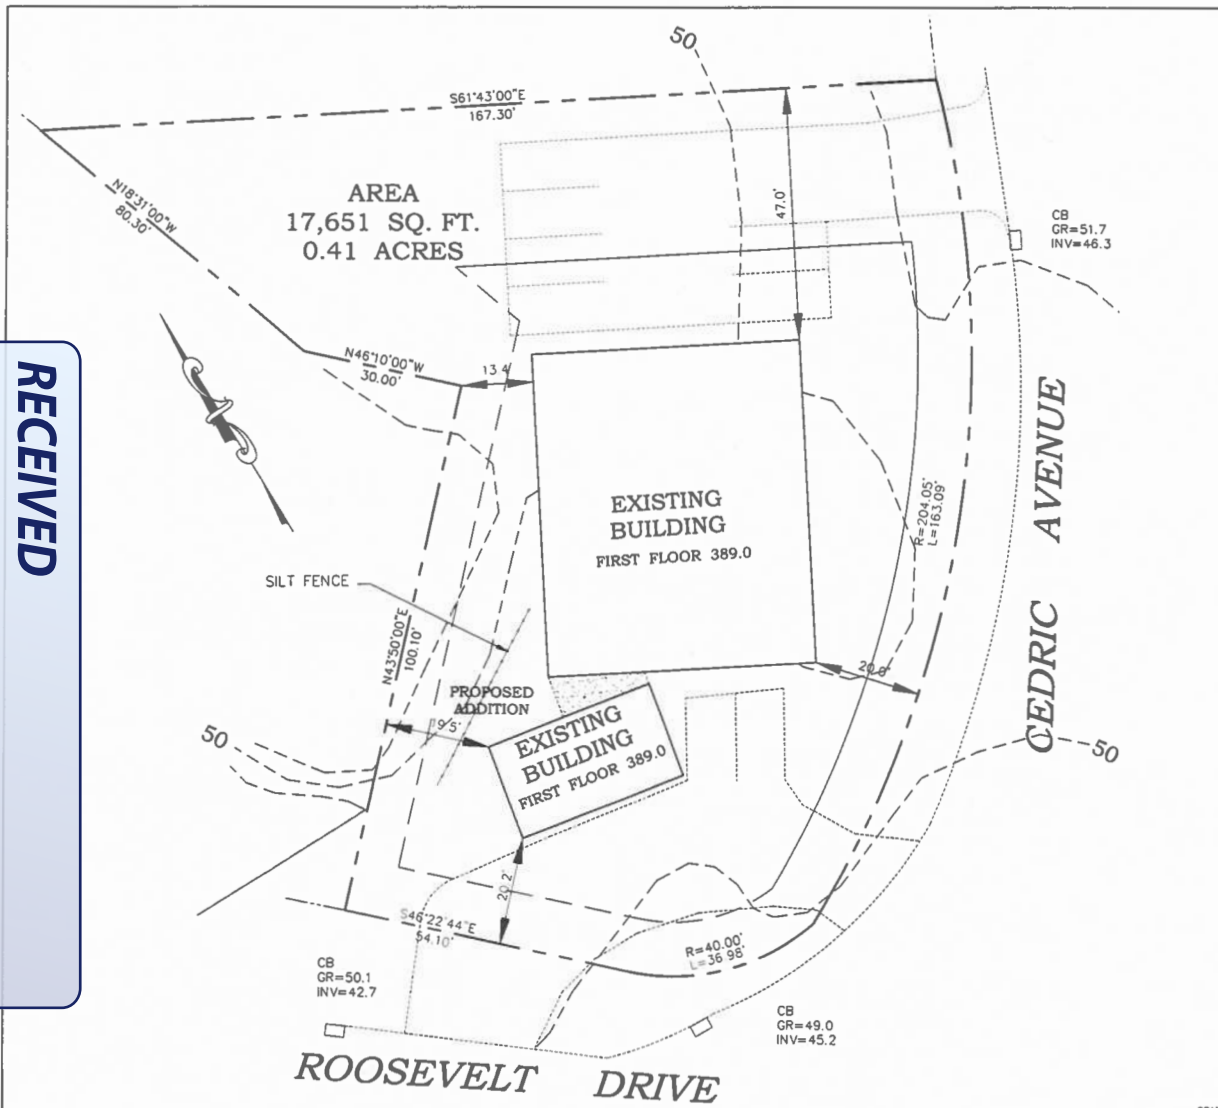 50
S61°43'00"E
167.30'
N18°31'00"W
80.30'
AREA
17,651 SQ. FT.
0.41 ACRES
47.0'
CB
GR=51.7
INV=46.3
N46°10'00"W
30.00'
13.4
RECEIVED
EXISTING
BUILDING
FIRST FLOOR 389.0
R=204.05'
L=163.09'
CEDRIC AVENUE
SILT FENCE
N43°50'00"E
100.10'
20.8'
PROPOSED
ADDITION
19.5'
EXISTING
BUILDING
FIRST FLOOR 389.0
50
50
20.2'
S46°22'44"E
54.10'
R=40.00'
L=36.98'
CB
GR=50.1
INV=42.7
CB
GR=49.0
INV=45.2
ROOSEVELT DRIVE